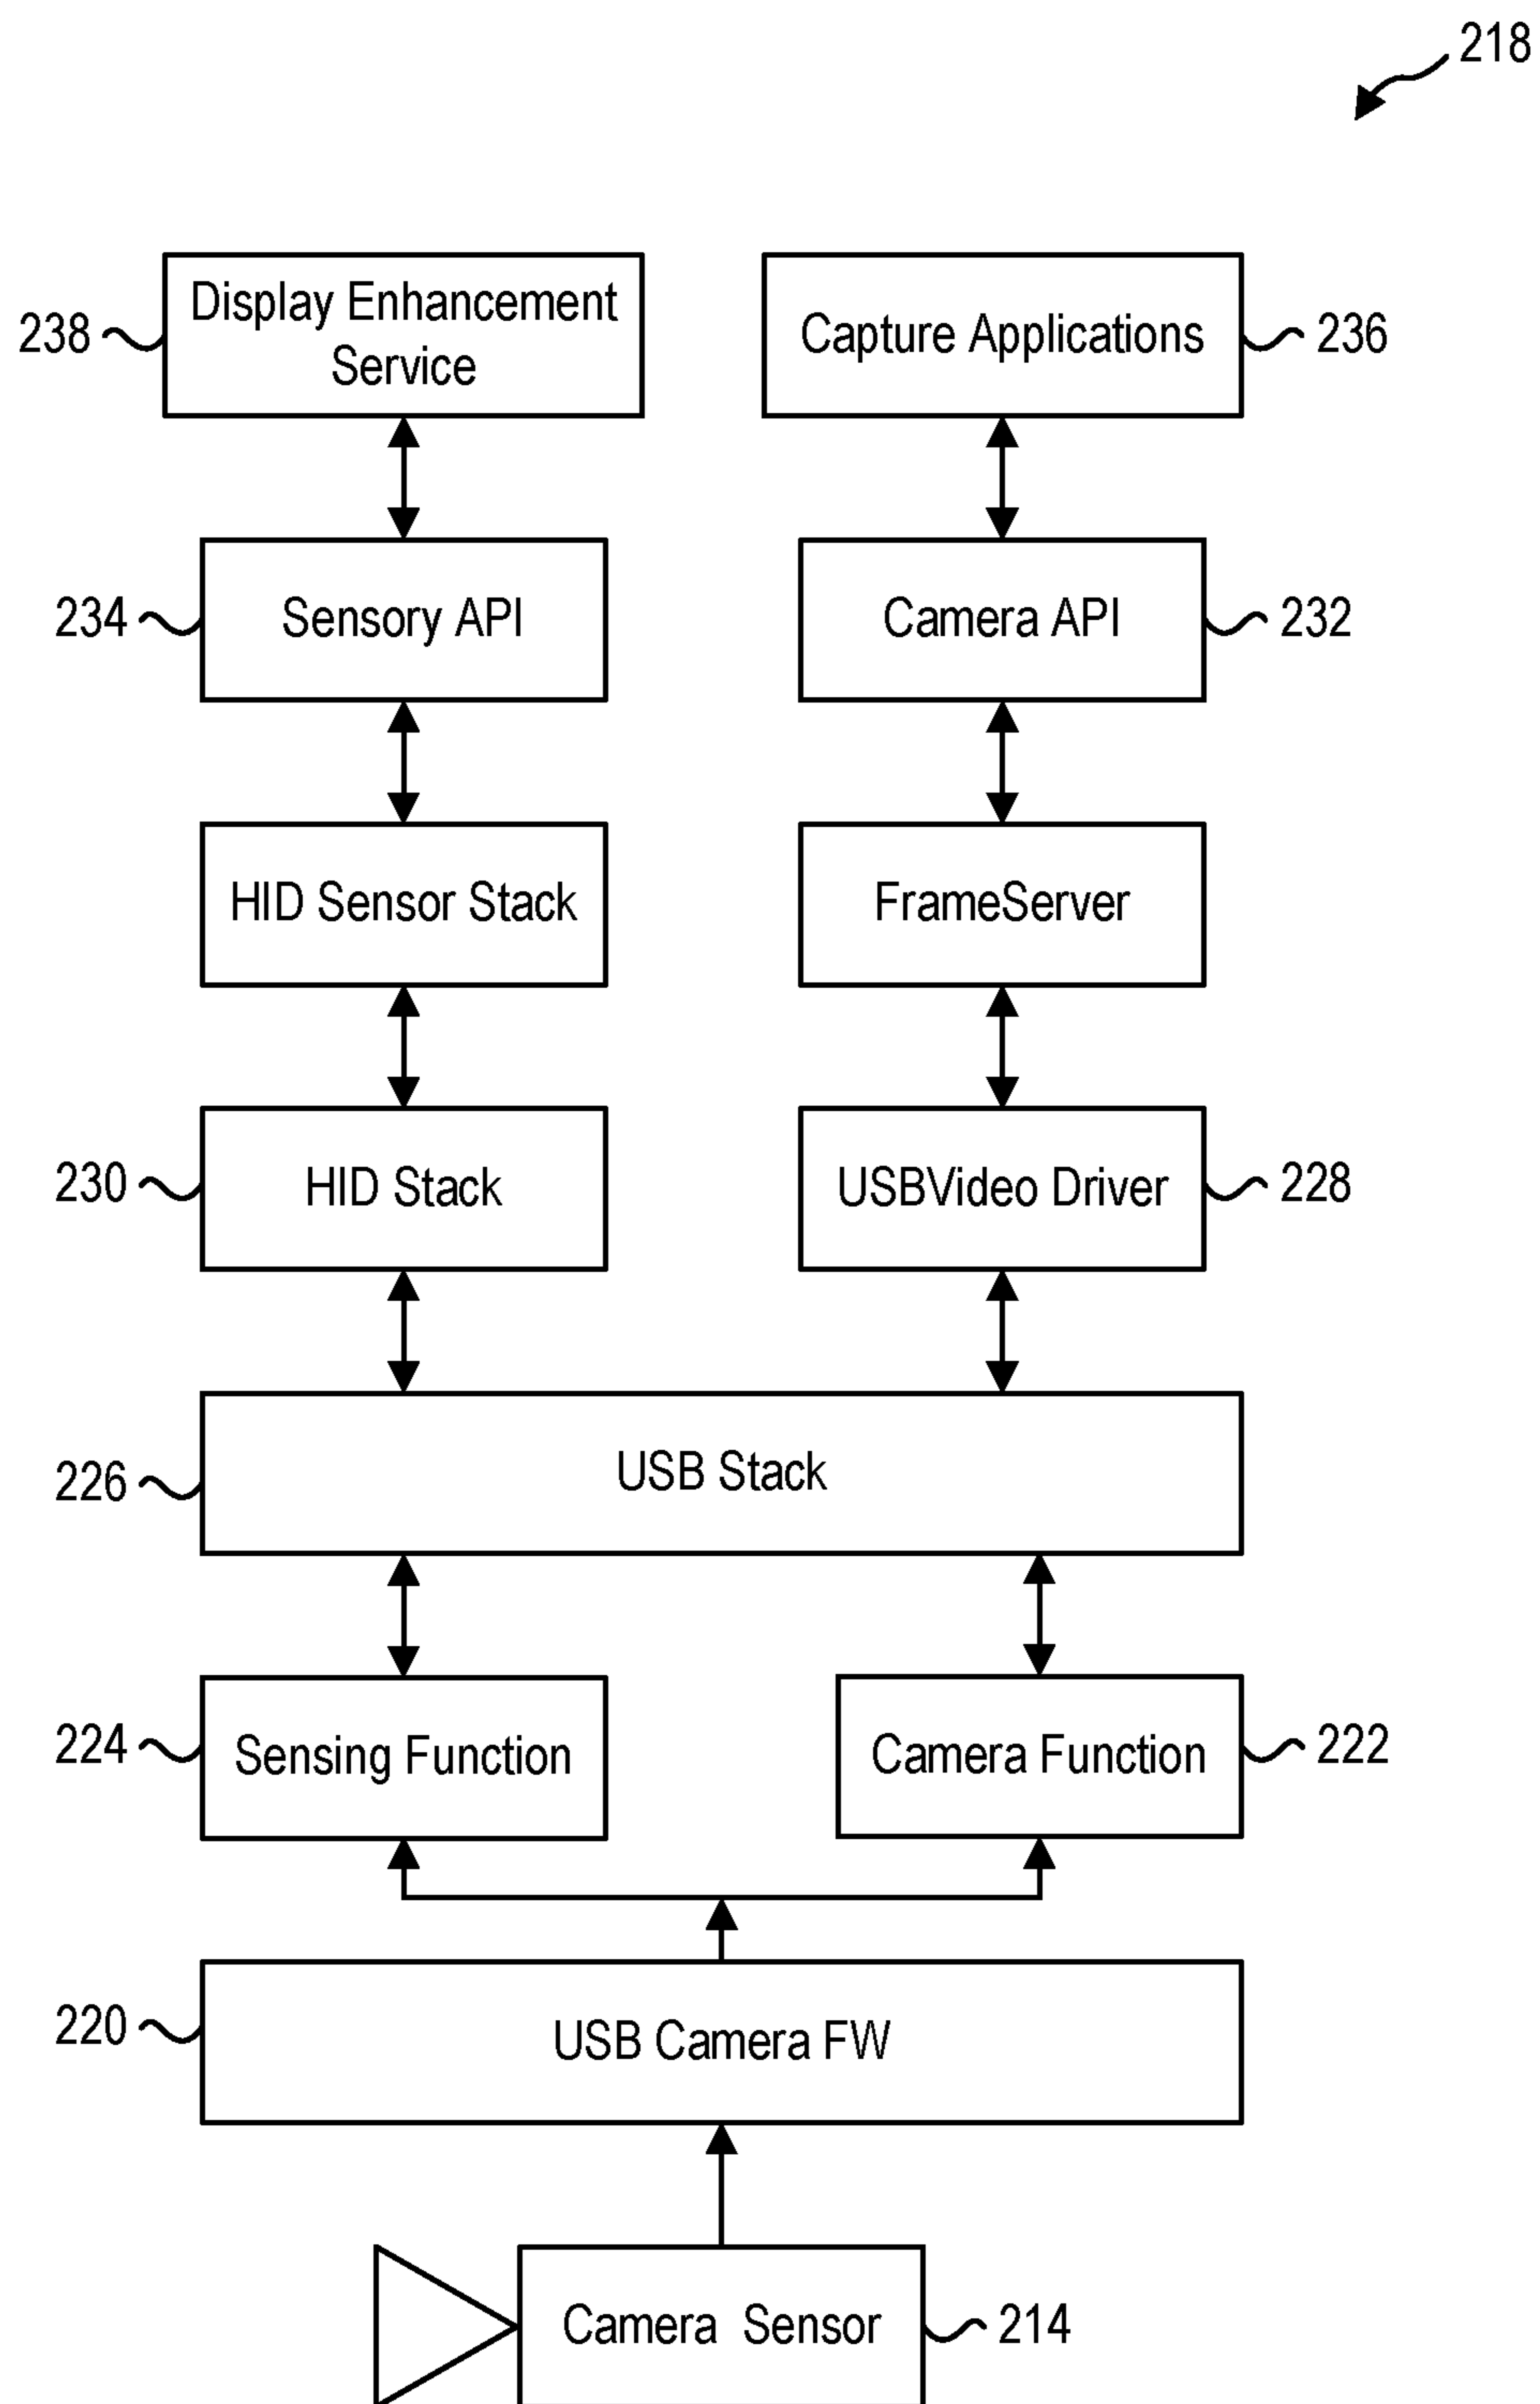 218
Display Enhancement
Service
238
Capture Applications
236
234
Sensory API
Camera API
232
HID Sensor Stack
FrameServer
230
HID Stack
USBVideo Driver
228
226
USB Stack
224
Sensing Function
Camera Function
222
220
USB Camera FW
Camera Sensor
214